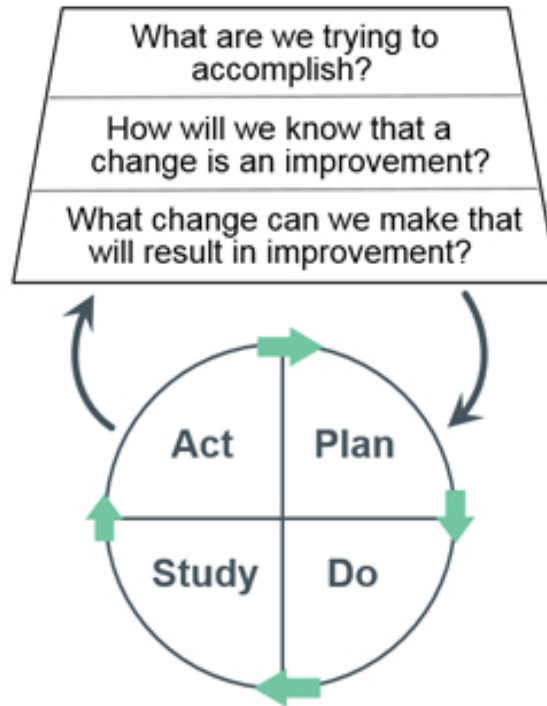 What are we trying to
accomplish?
How will we know that a
change is an improvement?
What change can we make that
will result in improvement?
Act
Plan
Study
Do